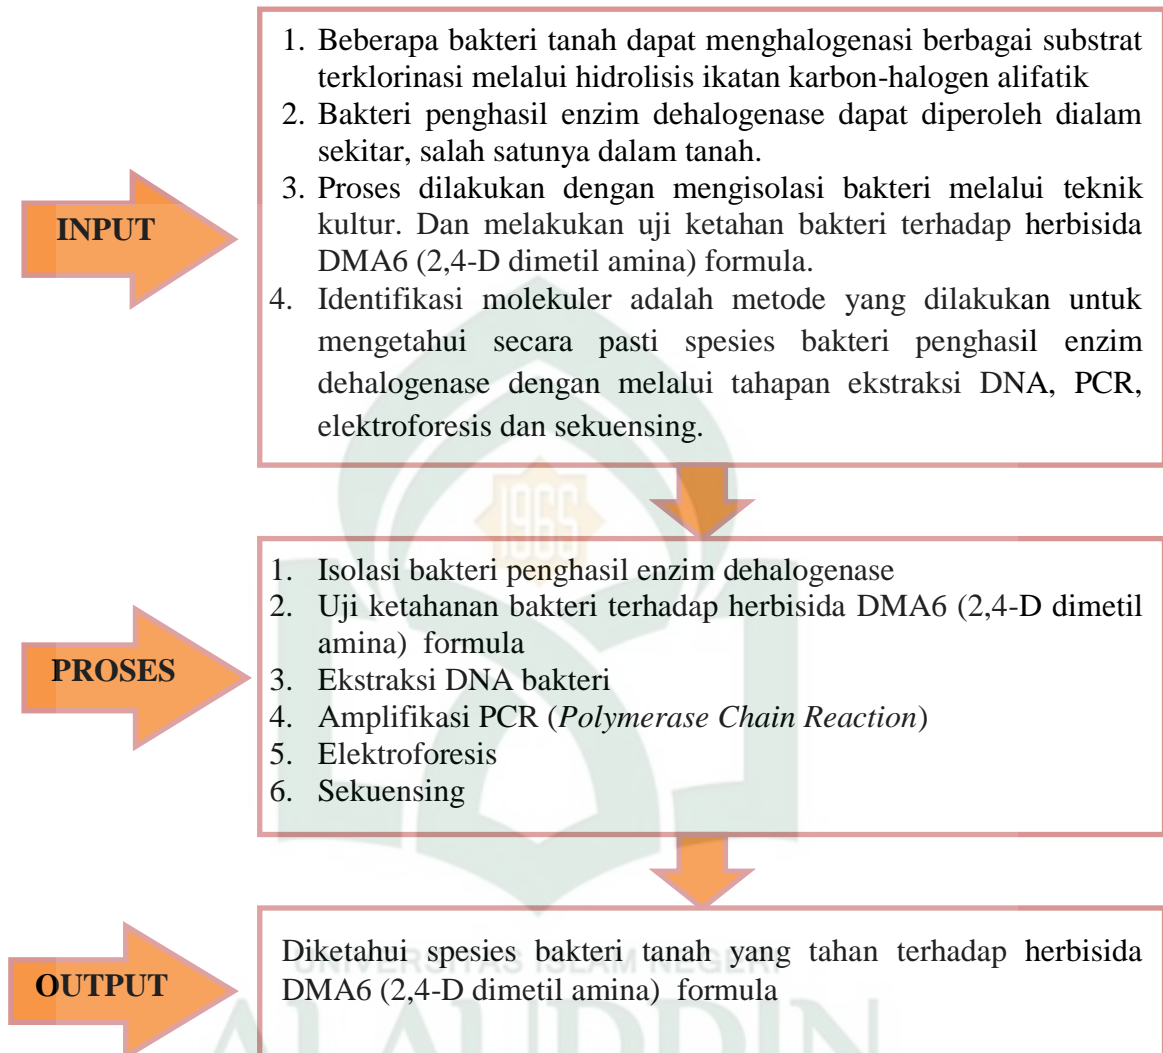 1. Beberapa bakteri tanah dapat menghalogenasi berbagai substrat
terklorinasi melalui hidrolisis ikatan karbon-halogen alifatik
2. Bakteri penghasil enzim dehalogenase dapat diperoleh dialam
sekitar, salah satunya dalam tanah.
INPUT
3. Proses dilakukan dengan mengisolasi bakteri melalui teknik
kultur. Dan melakukan uji ketahan bakteri terhadap herbisida
DMA6 (2,4-D dimetil amina) formula.
4. Identifikasi molekuler adalah metode yang dilakukan untuk
mengetahui secara pasti spesies bakteri penghasil enzim
dehalogenase dengan melalui tahapan ekstraksi DNA, PCR,
elektroforesis dan sekuensing.
1965
PROSES
1. Isolasi bakteri penghasil enzim dehalogenase
2. Uji ketahanan bakteri terhadap herbisida DMA6 (2,4-D dimetil
amina) formula
3. Ekstraksi DNA bakteri
4. Amplifikasi PCR (Polymerase Chain Reaction)
5. Elektroforesis
6. Sekuensing
OUTPUT
Diketahui spesies bakteri tanah yang tahan terhadap herbisida
UNIVERSITAS ISLAM NEGERI
DMA6 (2,4-D dimetil amina) formula
ALAUDDIN